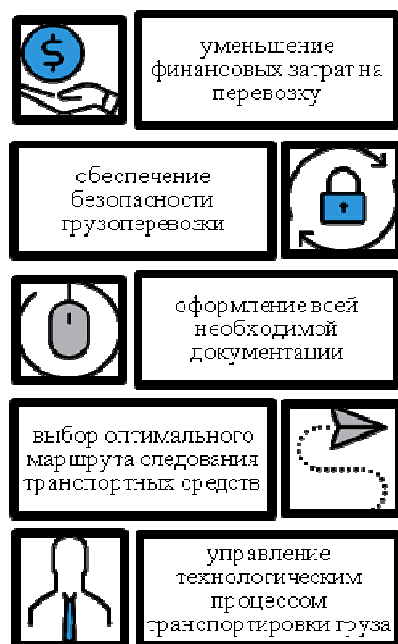 уменьшение
финансовых затрат на
перевозку
обеспечение
безопасности
грузоперевозки
оформление всей
необходимой
документации
выбор оптимального
маршрута следования
транспортных средств
управление
технологическим
процессом
транспортировки груза